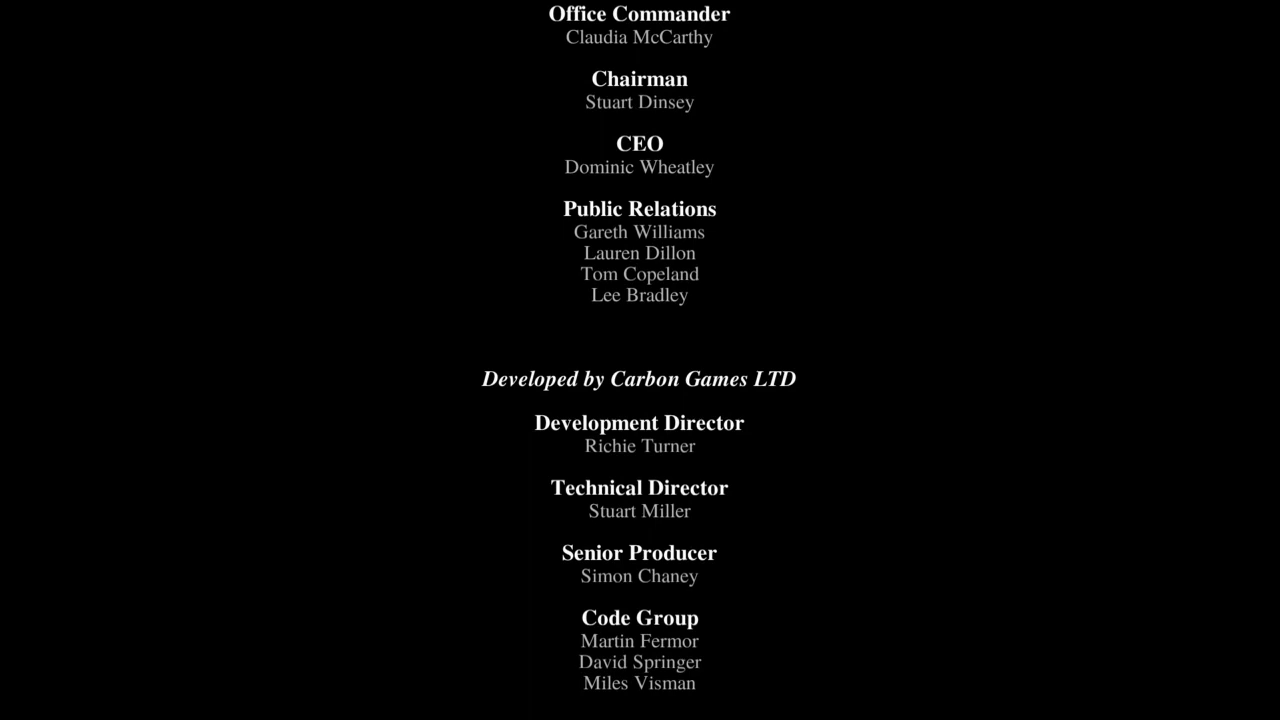 Office Commander
Claudia McCarthy
Chairman
Stuart Dinsey
CEO
Dominic Wheatley
Public Relations
Gareth Williams
Lauren Dillon
Tom Copeland
Lee Bradley
Developed by Carbon Games LTD
Development Director
Richie Turner
Technical Director
Stuart Miller
Senior Producer
Simon Chaney
Code Group
Martin Fermor
David Springer
Miles Visman